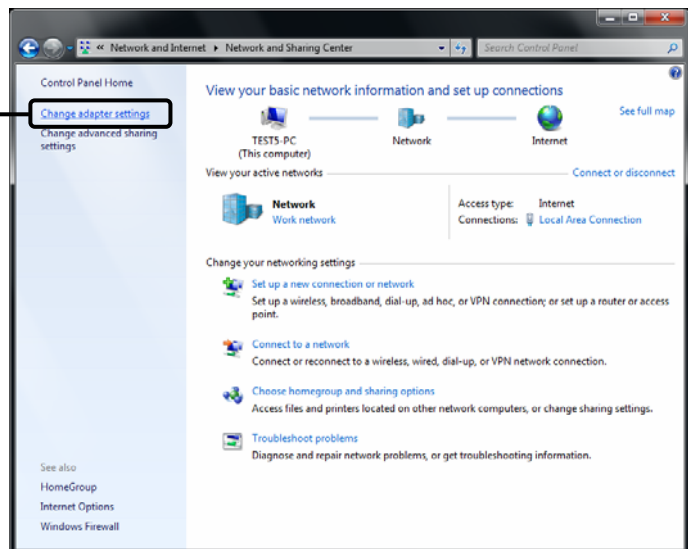 « Network and Internet ▸ Network and Sharing Center
Search Control Panel
Control Panel Home
Change adapter settings
Change advanced sharing
settings
View your basic network information and set up connections
See full map
TEST5-PC
(This computer)
Network
Internet
View your active networks
Connect or disconnect
Network
Work network
Access type: Internet
Connections: Local Area Connection
Change your networking settings
Set up a new connection or network
Set up a wireless, broadband, dial-up, ad hoc, or VPN connection; or set up a router or access
point.
Connect to a network
Connect or reconnect to a wireless, wired, dial-up, or VPN network connection.
Choose homegroup and sharing options
Access files and printers located on other network computers, or change sharing settings.
Troubleshoot problems
Diagnose and repair network problems, or get troubleshooting information.
See also
HomeGroup
Internet Options
Windows Firewall